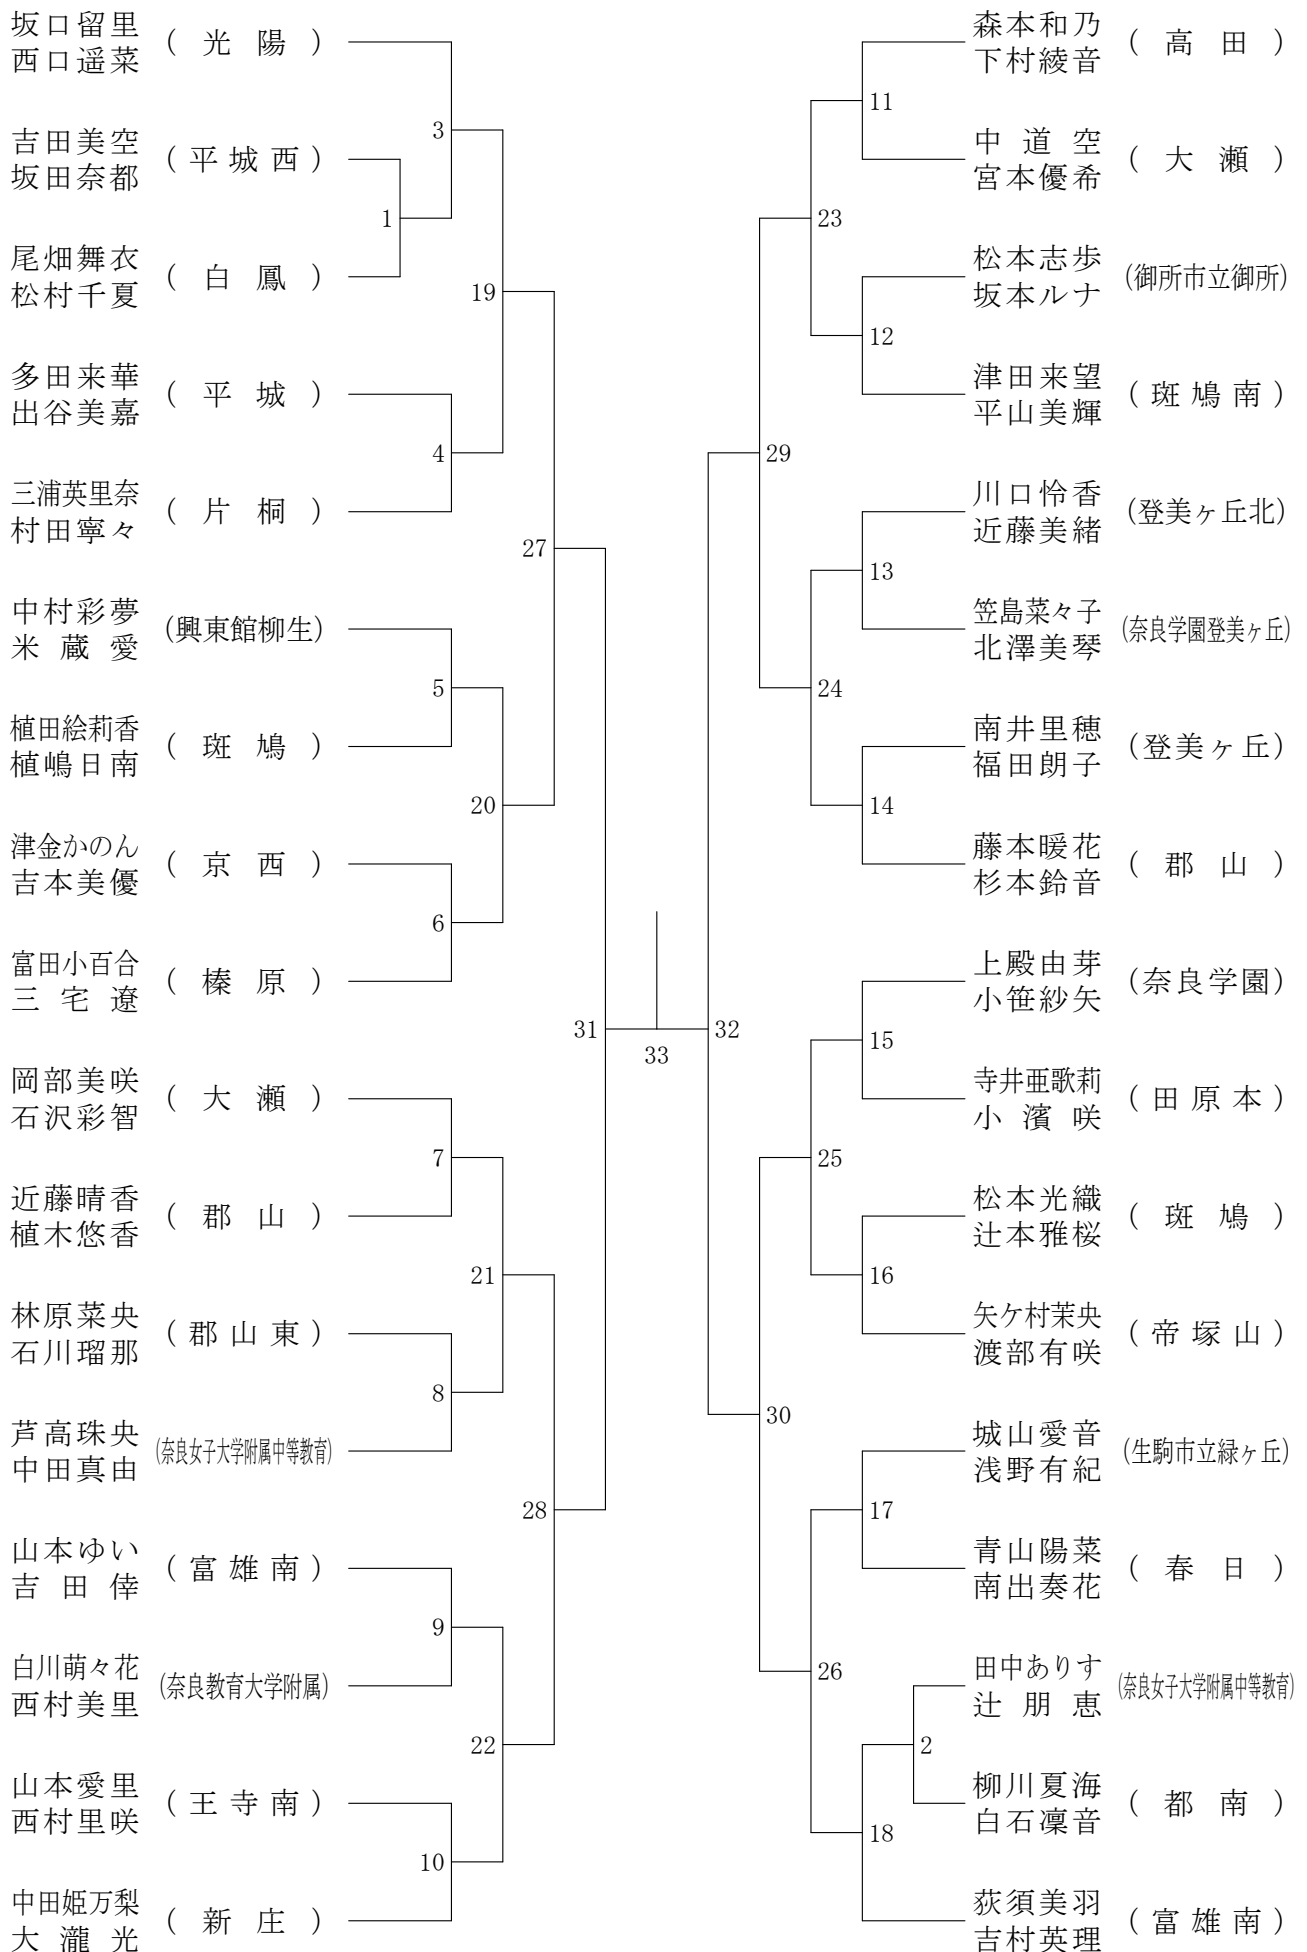 坂口留里
西口遥菜
(光陽)
吉田美空
坂田奈都
(平城西)
尾畑舞衣
松村千夏
(白鳳)
多田来華
出谷美嘉
(平城)
三浦英里奈
村田寧々
(片桐)
中村彩夢
米蔵愛
(興東館柳生)
植田絵莉香
植嶋日南
(斑鳩)
津金かのん
吉本美優
(京西)
富田小百合
三宅遼
(榛原)
岡部美咲
石沢彩智
(大瀬)
近藤晴香
植木悠香
(郡山)
林原菜央
石川瑠那
(郡山東)
芦高珠央
中田真由
(奈良女子大学附属中等教育)
山本ゆい
吉田倖
(富雄南)
白川萌々花
西村美里
(奈良教育大学附属)
山本愛里
西村里咲
(王寺南)
中田姫万梨
大瀧光
(新庄)
3
1
19
4
27
5
20
6
31
7
21
8
28
9
22
10
33
森本和乃
下村綾音
(高田)
中道空
宮本優希
(大瀬)
松本志歩
坂本ルナ
(御所市立御所)
津田来望
平山美輝
(斑鳩南)
川口怜香
近藤美緒
(登美ヶ丘北)
笠島菜々子
北澤美琴
(奈良学園登美ヶ丘)
南井里穂
福田朗子
(登美ヶ丘)
藤本暖花
杉本鈴音
(郡山)
上殿由芽
小笹紗矢
(奈良学園)
寺井亜歌莉
小濱咲
(田原本)
松本光織
辻本雅桜
(斑鳩)
矢ケ村茉央
渡部有咲
(帝塚山)
城山愛音
浅野有紀
(生駒市立緑ヶ丘)
青山陽菜
南出奏花
(春日)
田中ありす
辻朋恵
(奈良女子大学附属中等教育)
柳川夏海
白石凜音
(都南)
荻須美羽
吉村英理
(富雄南)
11
23
12
29
13
24
14
32
15
25
16
30
17
26
2
18